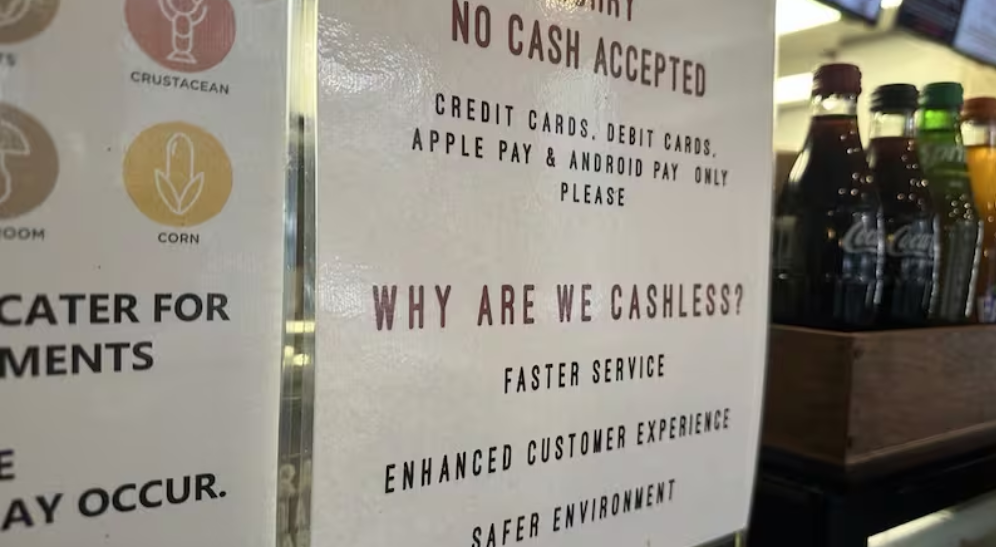 CRUSTACEAN
CORN
CATER FOR
MENTS
AY OCCUR.
NO CASH ACCEPTED
CREDIT CARDS. DEBIT CARDS.
APPLE PAY & ANDROID PAY ONLY
PLEASE
WHY ARE WE CASHLESS?
FASTER SERVICE
ENHANCED CUSTOMER EXPERIENCE
SAFER ENVIRONMENT